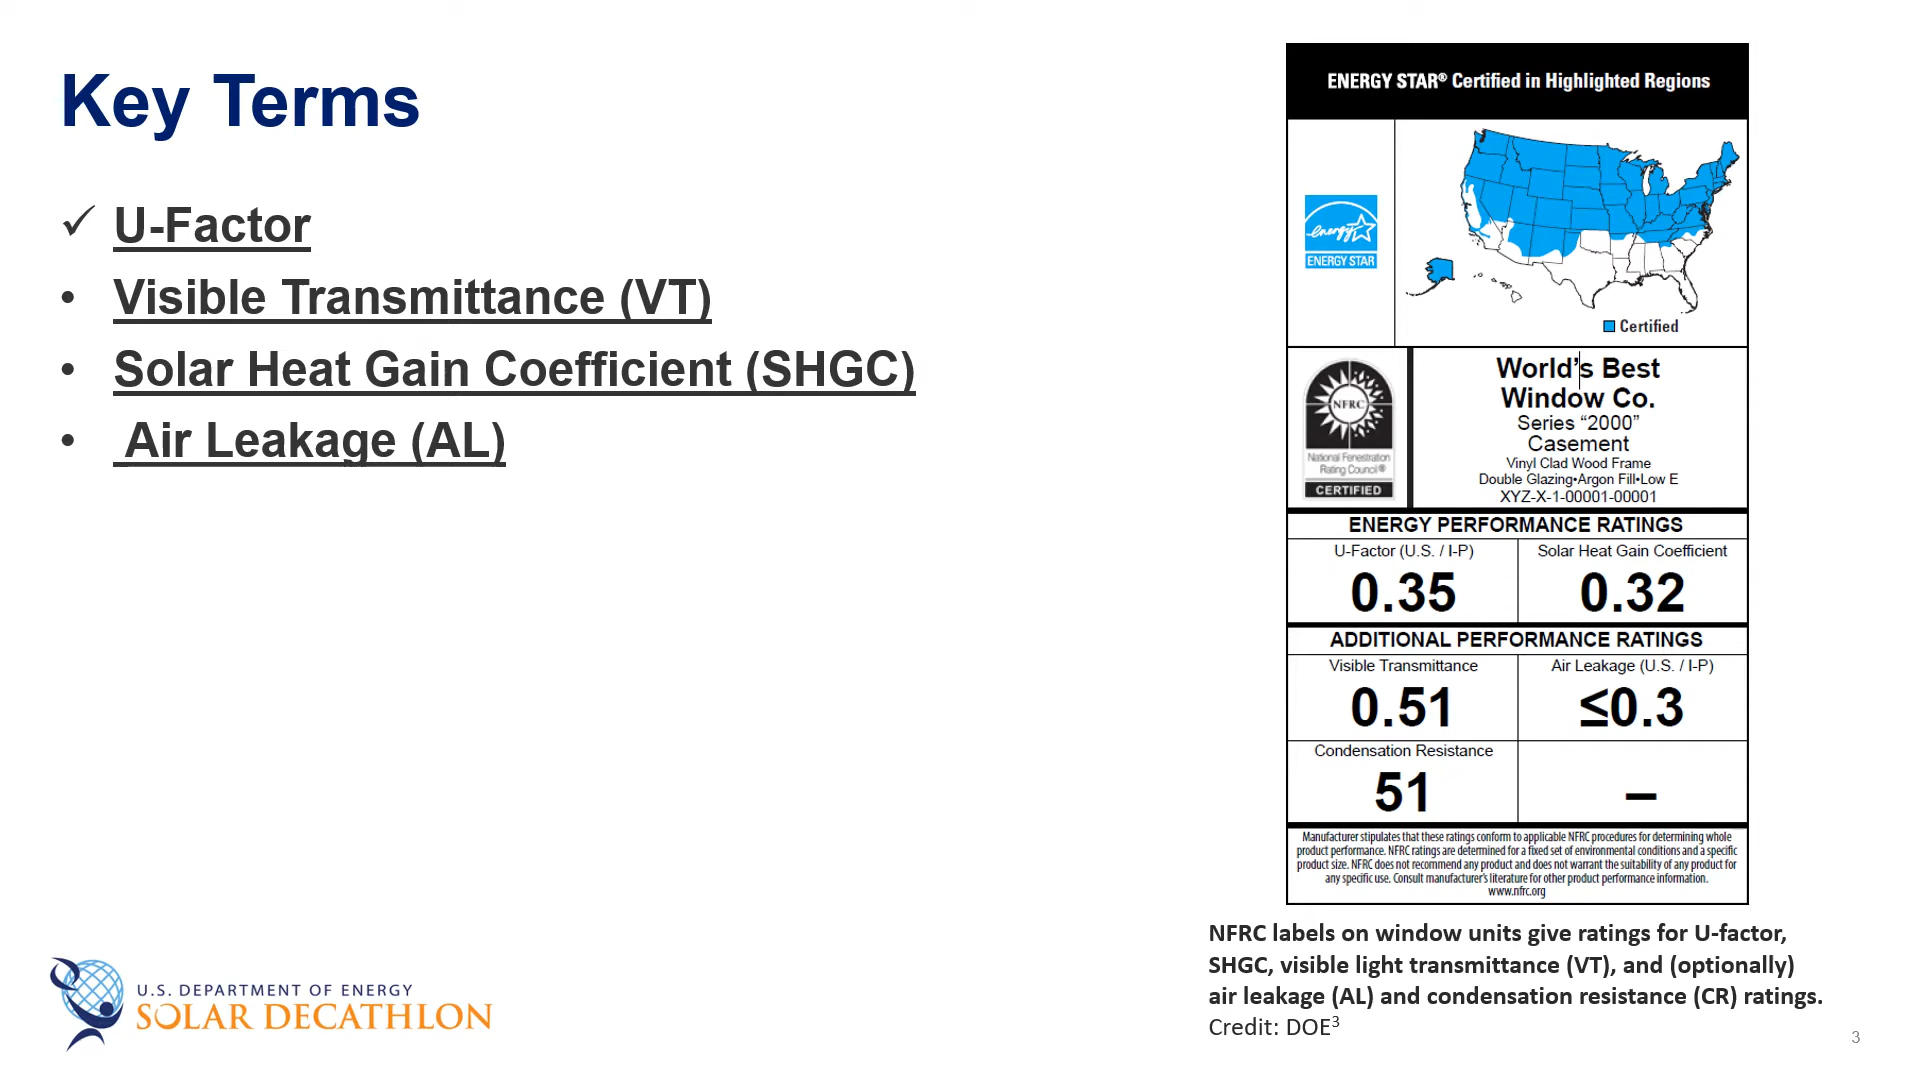 Key Terms
✓ U-Factor
• Visible Transmittance (VT)
• Solar Heat Gain Coefficient (SHGC)
• Air Leakage (AL)
U.S. DEPARTMENT OF ENERGY
SOLAR DECATHLON
ENERGY STAR® Certified in Highlighted Regions
energy
ENERGY STAR
Certified
NFRC
National Fenestration
Rating Council®
CERTIFIED
World's Best
Window Co.
Series “2000”
Casement
Vinyl Clad Wood Frame
Double Glazing•Argon Fill•Low E
XYZ-X-1-00001-00001
ENERGY PERFORMANCE RATINGS
U-Factor (U.S. / I-P)
0.35
Solar Heat Gain Coefficient
0.32
ADDITIONAL PERFORMANCE RATINGS
Visible Transmittance
0.51
Air Leakage (U.S. / I-P)
≤0.3
Condensation Resistance
51
–
Manufacturer stipulates that these ratings conform to applicable NFRC procedures for determining whole
product performance. NFRC ratings are determined for a fixed set of environmental conditions and a specific
product size. NFRC does not recommend any product and does not warrant the suitability of any product for
any specific use. Consult manufacturer's literature for other product performance information.
www.nfrc.org
NFRC labels on window units give ratings for U-factor,
SHGC, visible light transmittance (VT), and (optionally)
air leakage (AL) and condensation resistance (CR) ratings.
Credit: DOE³
3